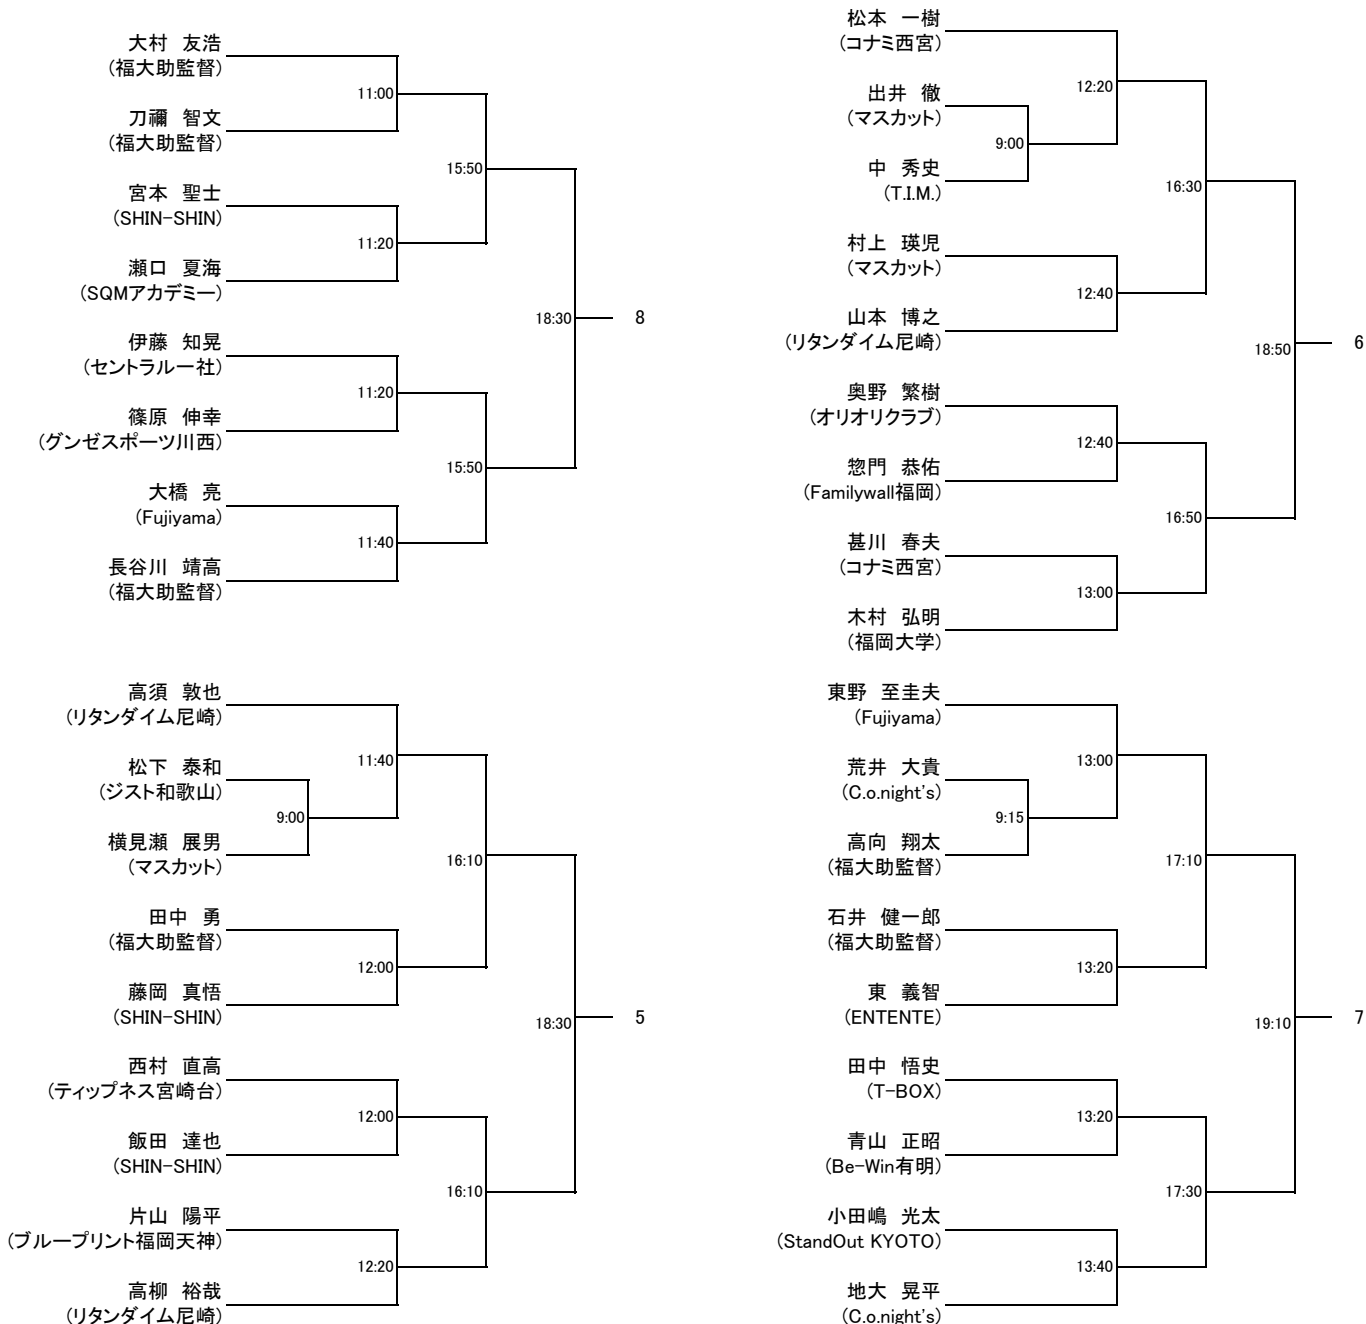 大村 友浩
(福大助監督)
11:00
刀禰 智文
(福大助監督)
15:50
宮本 聖士
(SHIN-SHIN)
11:20
瀬口 夏海
(SQMアカデミー)
18:30
8
伊藤 知晃
(セントラルー社)
11:20
篠原 伸幸
(グンゼスポーツ川西)
15:50
大橋 亮
(Fujiyama)
11:40
長谷川 靖高
(福大助監督)
高須 敦也
(リタンダイム尼崎)
11:40
松下 泰和
(ジスト和歌山)
9:00
横見瀬 展男
(マスカット)
16:10
田中 勇
(福大助監督)
12:00
藤岡 真悟
(SHIN-SHIN)
18:30
5
西村 直高
(ティップネス宮崎台)
12:00
飯田 達也
(SHIN-SHIN)
16:10
片山 陽平
(ブループリント福岡天神)
12:20
高柳 裕哉
(リタンダイム尼崎)
松本 一樹
(コナミ西宮)
12:20
出井 徹
(マスカット)
9:00
中 秀史
(T.I.M.)
16:30
村上 瑛児
(マスカット)
12:40
山本 博之
(リタンダイム尼崎)
18:50
6
奥野 繁樹
(オリオリクラブ)
12:40
惣門 恭佑
(Familywall福岡)
16:50
甚川 春夫
(コナミ西宮)
13:00
木村 弘明
(福岡大学)
東野 至圭夫
(Fujiyama)
13:00
荒井 大貴
(C.o.night's)
9:15
高向 翔太
(福大助監督)
17:10
石井 健一郎
(福大助監督)
13:20
東 義智
(ENTENTE)
19:10
7
田中 悟史
(T-BOX)
13:20
青山 正昭
(Be-Win有明)
17:30
小田嶋 光太
(StandOut KYOTO)
13:40
地大 晃平
(C.o.night's)